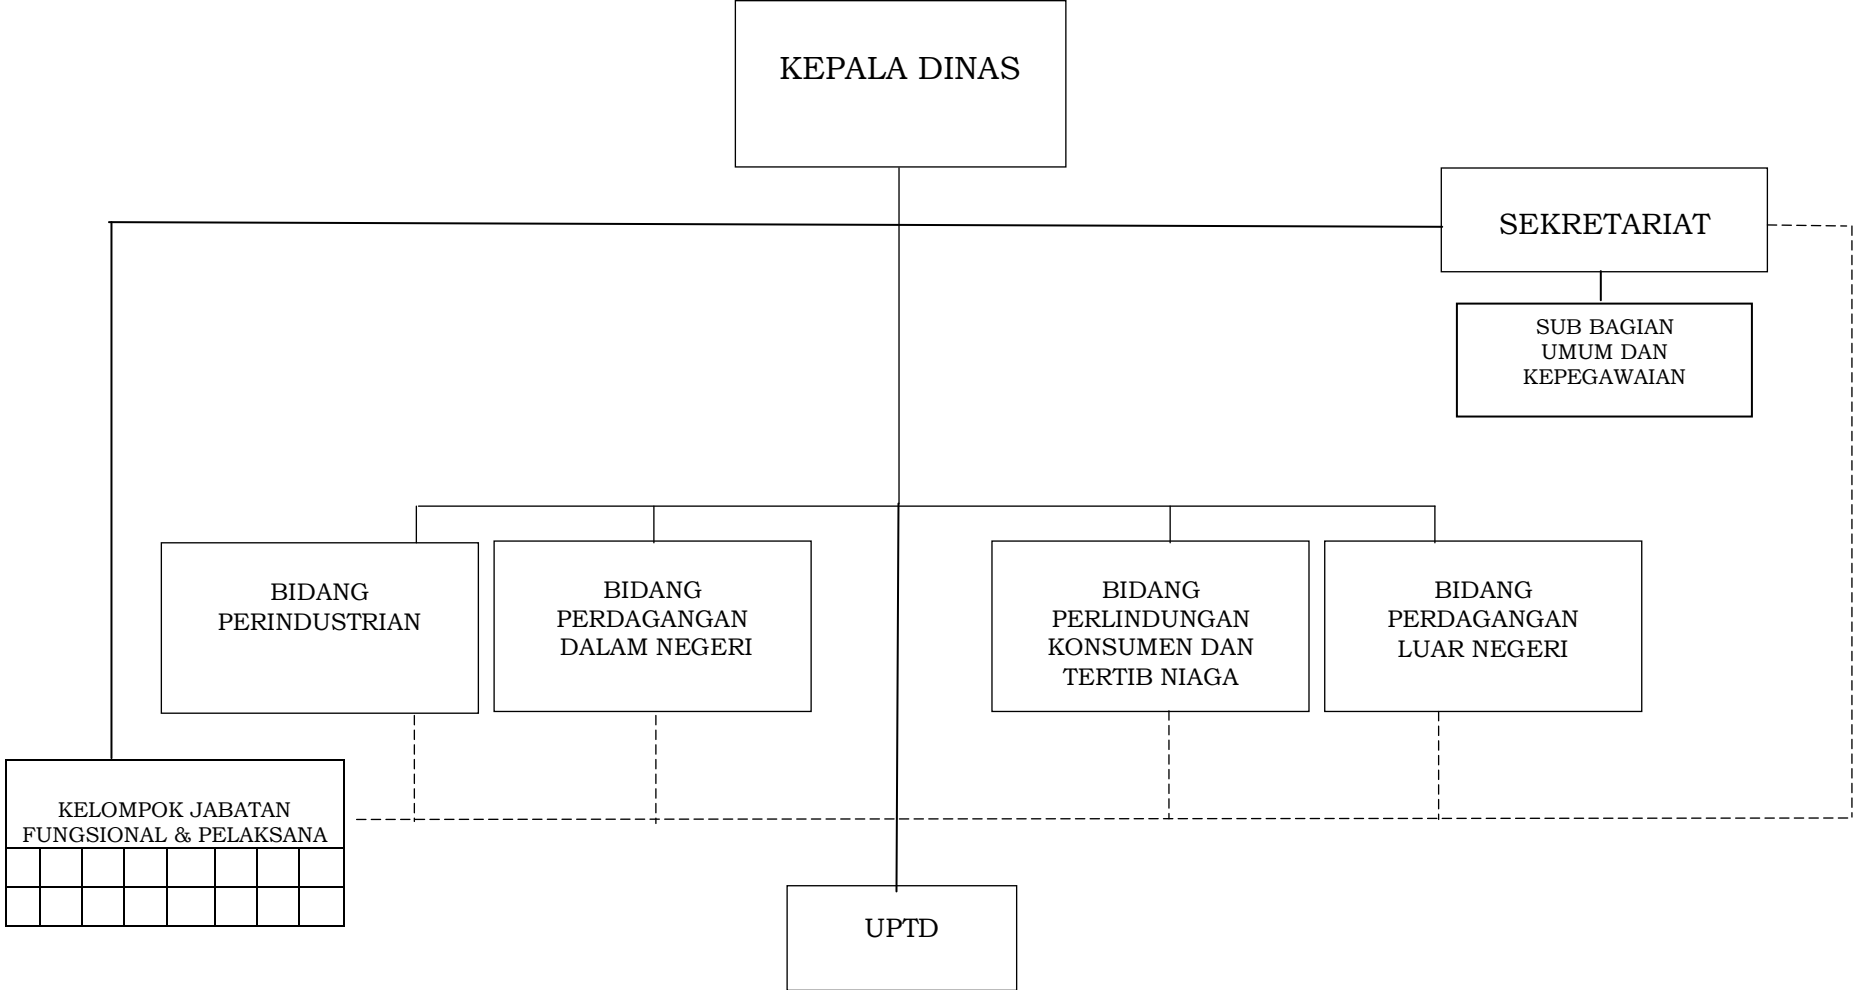 KEPALA DINAS
SEKRETARIAT
SUB BAGIAN
UMUM DAN
KEPEGAWAIAN
BIDANG
PERINDUSTRIAN
BIDANG
PERDAGANGAN
DALAM NEGERI
BIDANG
PERLINDUNGAN
KONSUMEN DAN
TERTIB NIAGA
BIDANG
PERDAGANGAN
LUAR NEGERI
KELOMPOK JABATAN
FUNGSIONAL & PELAKSANA
UPTD